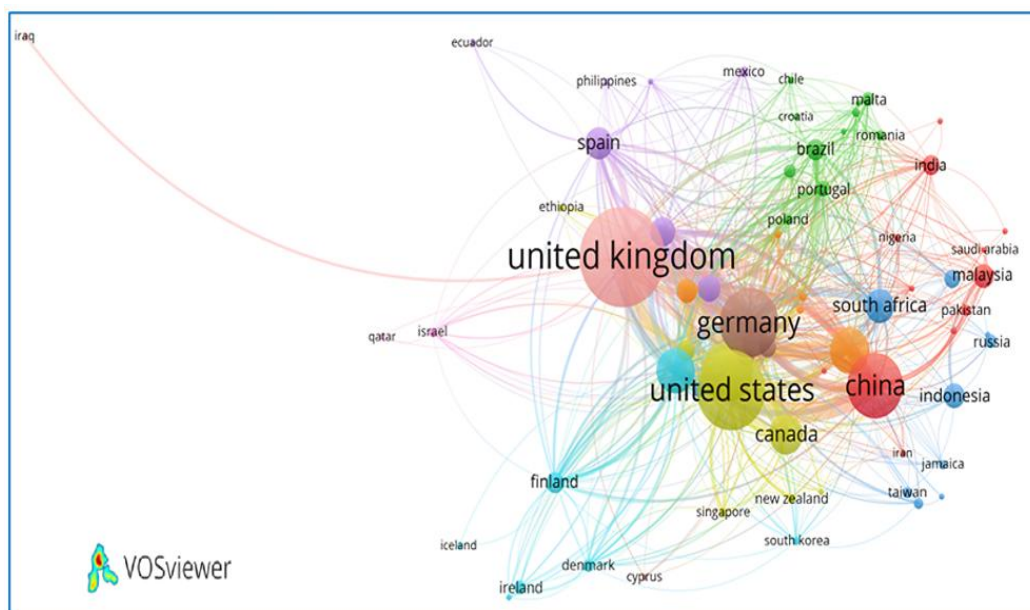 iraq
ecuador
philippines
mexico
chile
malta
croatia
romania
spain
brazil
india
portugal
ethiopia
poland
nigeria
united kingdom
saudi arabia
malaysia
south africa
pakistan
germany
israel
qatar
russia
united states
china
indonesia
canada
iran
jamaica
finland
taiwan
new zealand
singapore
south korea
iceland
denmark
cyprus
ireland
VOSviewer